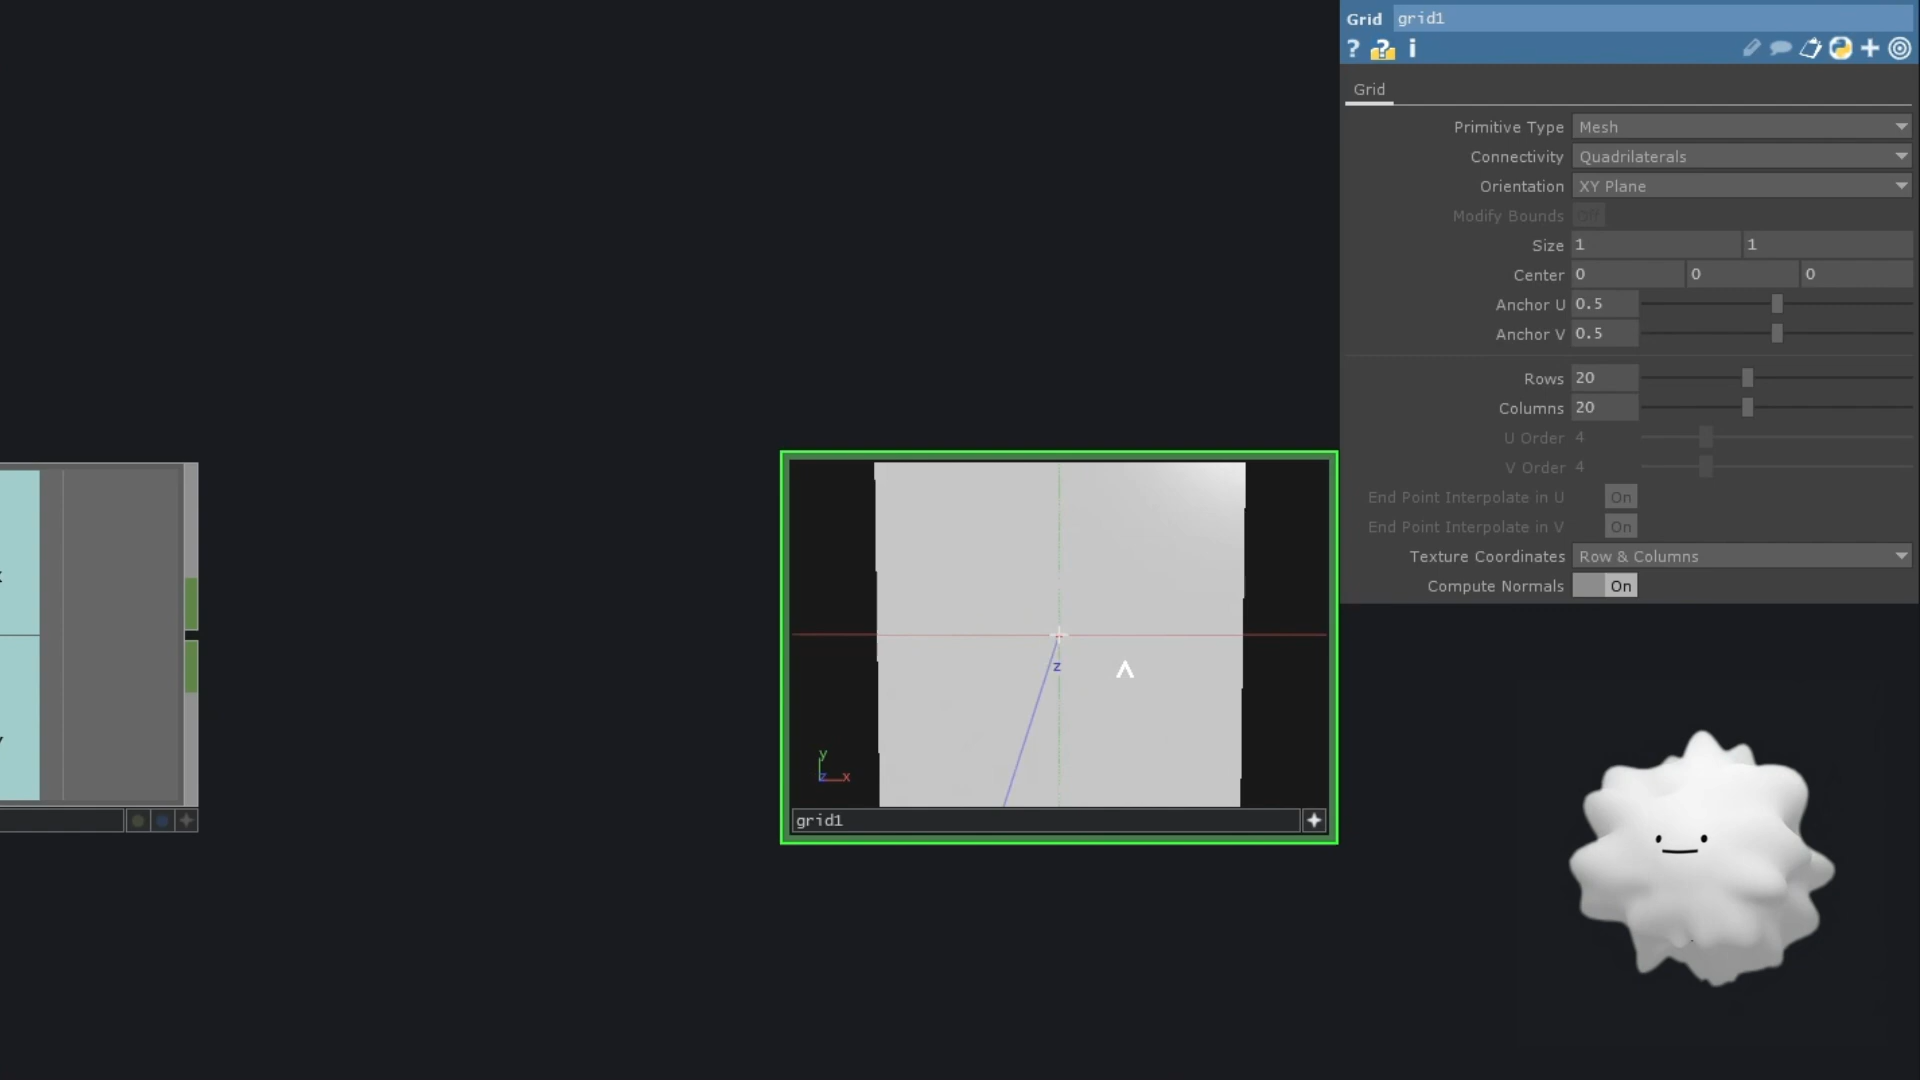 Grid grid1
? ? i
Grid
Primitive Type Mesh
Connectivity Quadrilaterals
Orientation XY Plane
Modify Bounds Off
Size 1 1
Center 0 0 0
Anchor U 0.5
Anchor V 0.5
Rows 20
Columns 20
U Order 4
V Order 4
End Point Interpolate in U On
End Point Interpolate in V On
Texture Coordinates Row & Columns
Compute Normals On
z
y
z x
grid1